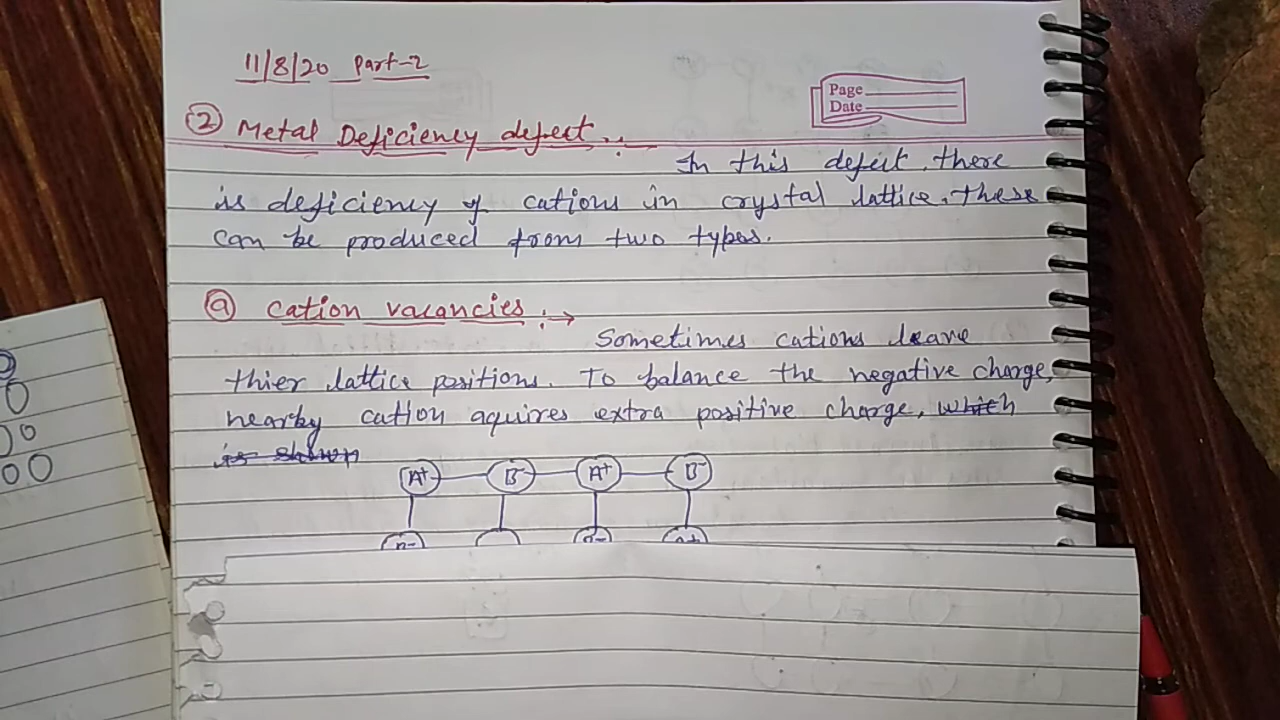 11/8/20 Part-2
Page
Date
② Metal Deficiency defect :
In this defect, there
is deficiency of cations in crystal lattice. These
can be produced from two types.
ⓐ Cation vacancies :→
Sometimes cations leave
thier lattice positions. To balance the negative charge,
nearby cation aquires extra positive charge, which
is shown
A+ B- A+ B-